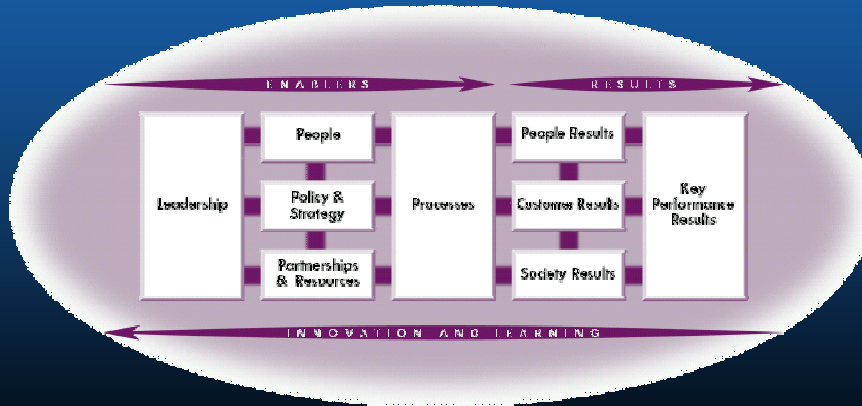 ENABLERS
RESULTS
Leadership
People
Policy &
Strategy
Partnerships
& Resources
Processes
People Results
Customer Results
Society Results
Key
Performance
Results
INNOVATION AND LEARNING